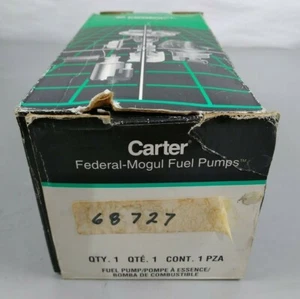 Carter
Federal-Mogul Fuel Pumps
68727
QTY. 1 QTÉ. 1 CONT. 1 PZA
FUEL PUMP/POMPE À ESSENCE/
BOMBA DE COMBUSTIBLE